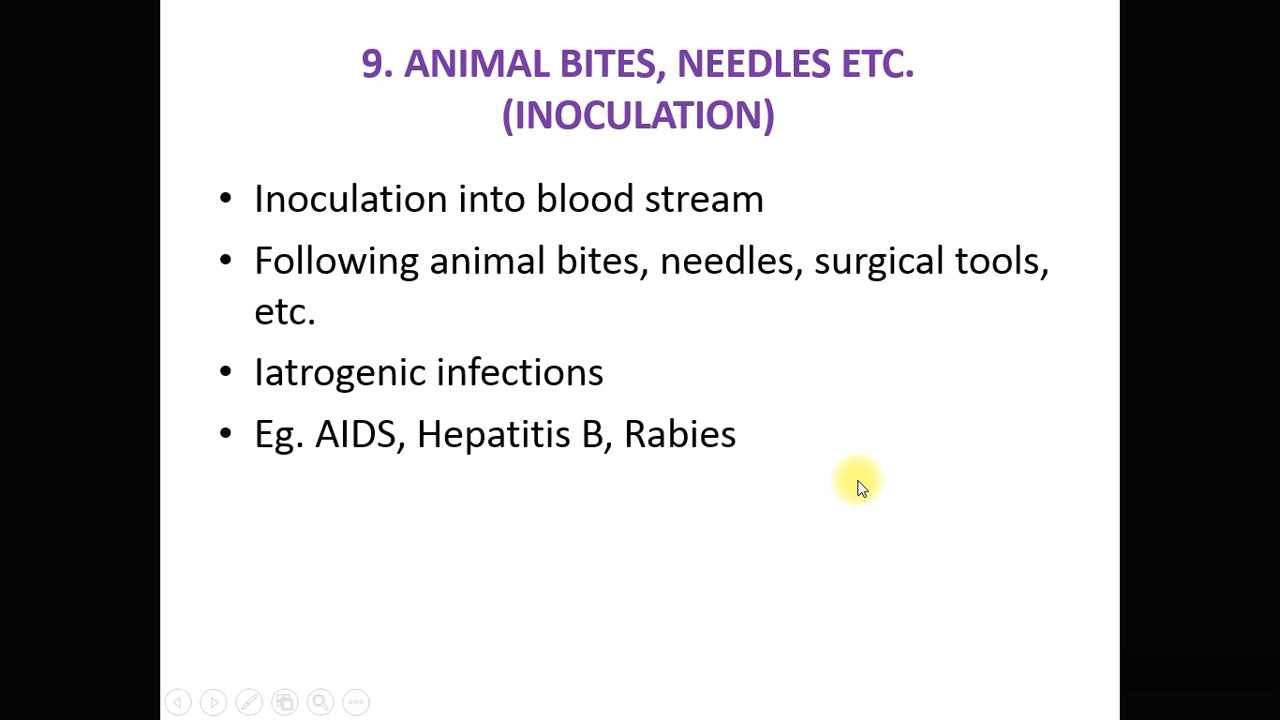 9. ANIMAL BITES, NEEDLES ETC.
(INOCULATION)
• Inoculation into blood stream
• Following animal bites, needles, surgical tools,
etc.
• Iatrogenic infections
• Eg. AIDS, Hepatitis B, Rabies